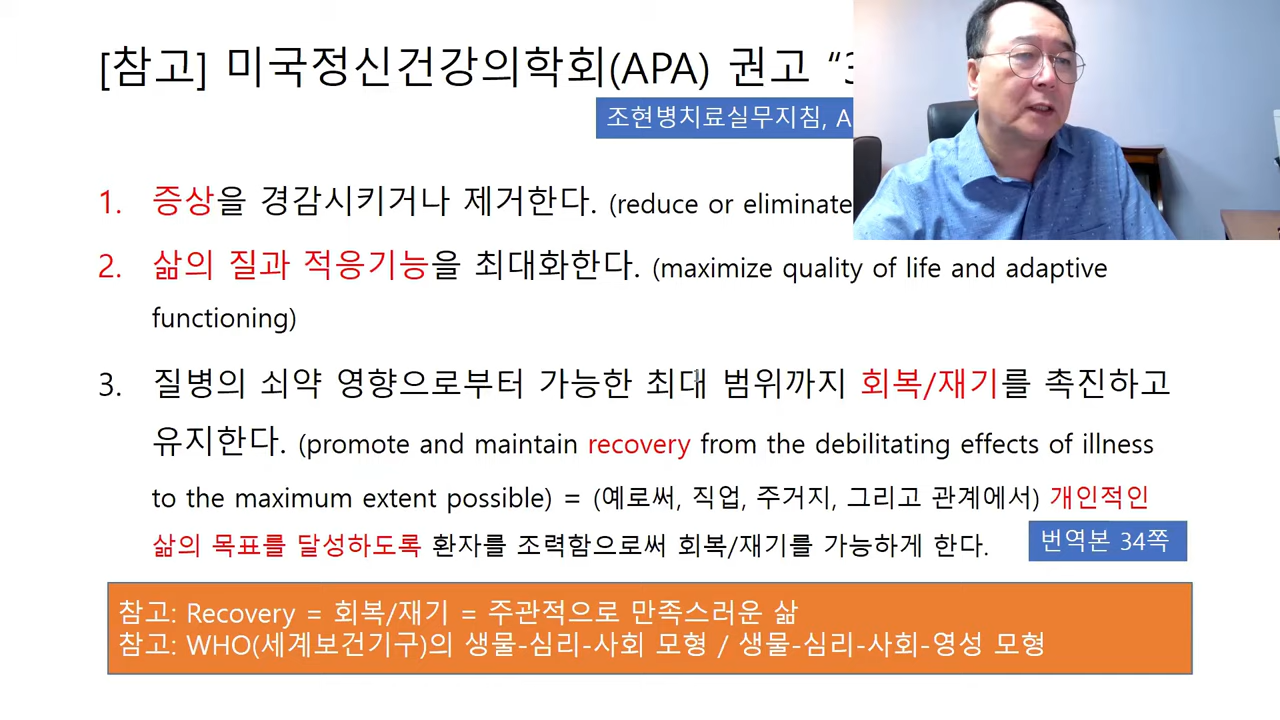 [참고] 미국정신건강의학회(APA) 권고 “3
조현병치료실무지침, A
1. 증상을 경감시키거나 제거한다. (reduce or eliminate
2. 삶의 질과 적응기능을 최대화한다. (maximize quality of life and adaptive
functioning)
3. 질병의 쇠약 영향으로부터 가능한 최대 범위까지 회복/재기를 촉진하고
유지한다. (promote and maintain recovery from the debilitating effects of illness
to the maximum extent possible) = (예로써, 직업, 주거지, 그리고 관계에서) 개인적인
삶의 목표를 달성하도록 환자를 조력함으로써 회복/재기를 가능하게 한다.
번역본 34쪽
참고: Recovery = 회복/재기 = 주관적으로 만족스러운 삶
참고: WHO(세계보건기구)의 생물-심리-사회 모형 / 생물-심리-사회-영성 모형